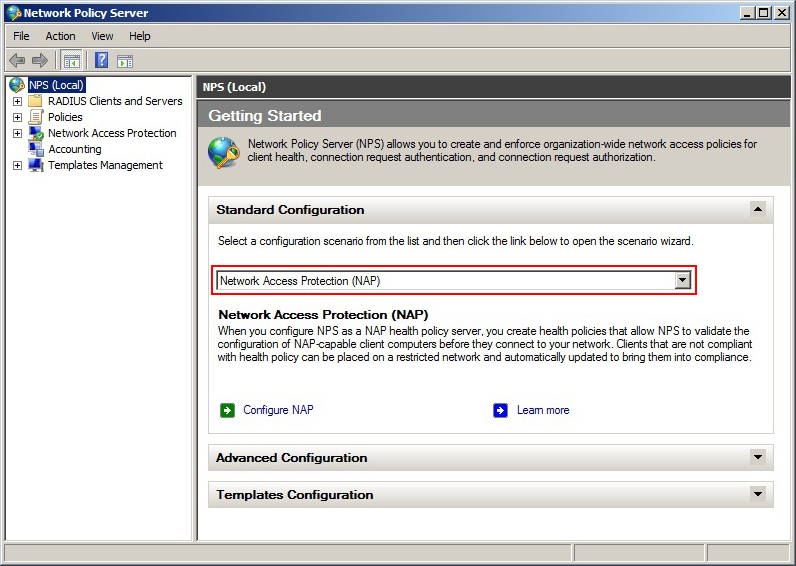 Network Policy Server
File Action View Help
NPS (Local)
RADIUS Clients and Servers
Policies
Network Access Protection
Accounting
Templates Management
NPS (Local)
Getting Started
Network Policy Server (NPS) allows you to create and enforce organization-wide network access policies for
client health, connection request authentication, and connection request authorization.
Standard Configuration
Select a configuration scenario from the list and then click the link below to open the scenario wizard.
Network Access Protection (NAP)
Network Access Protection (NAP)
When you configure NPS as a NAP health policy server, you create health policies that allow NPS to validate the
configuration of NAP-capable client computers before they connect to your network. Clients that are not compliant
with health policy can be placed on a restricted network and automatically updated to bring them into compliance.
Configure NAP
Learn more
Advanced Configuration
Templates Configuration